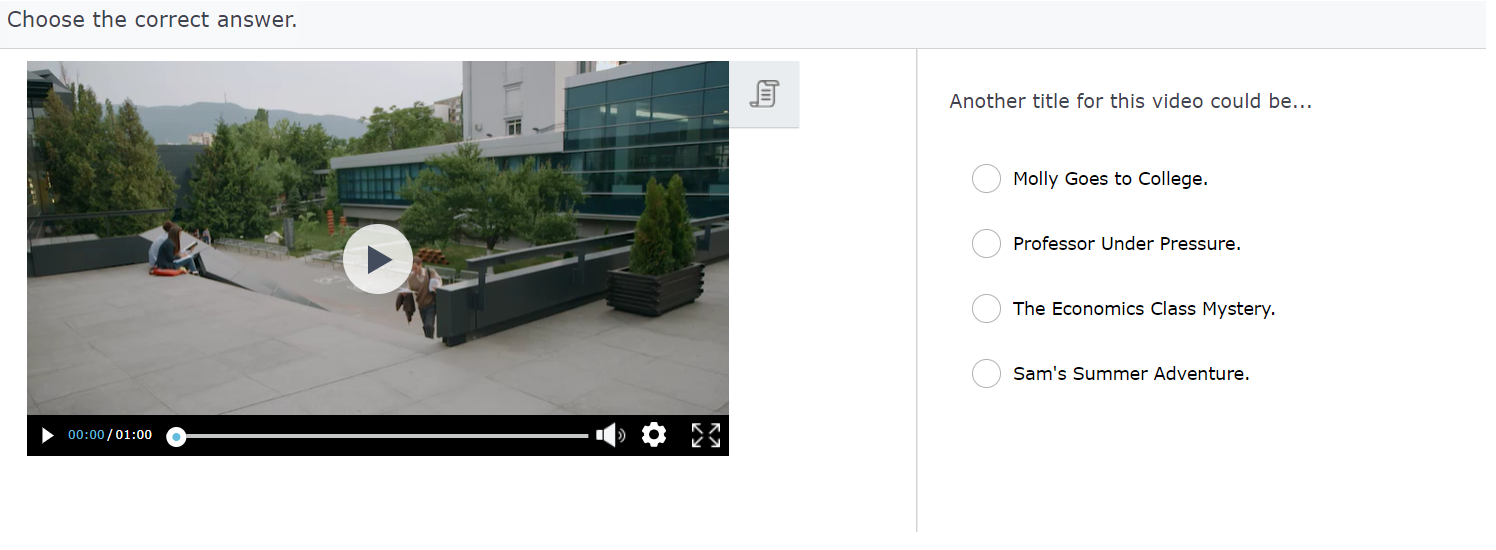 Choose the correct answer.
Another title for this video could be...
Molly Goes to College.
Professor Under Pressure.
The Economics Class Mystery.
Sam's Summer Adventure.
00:00/01:00